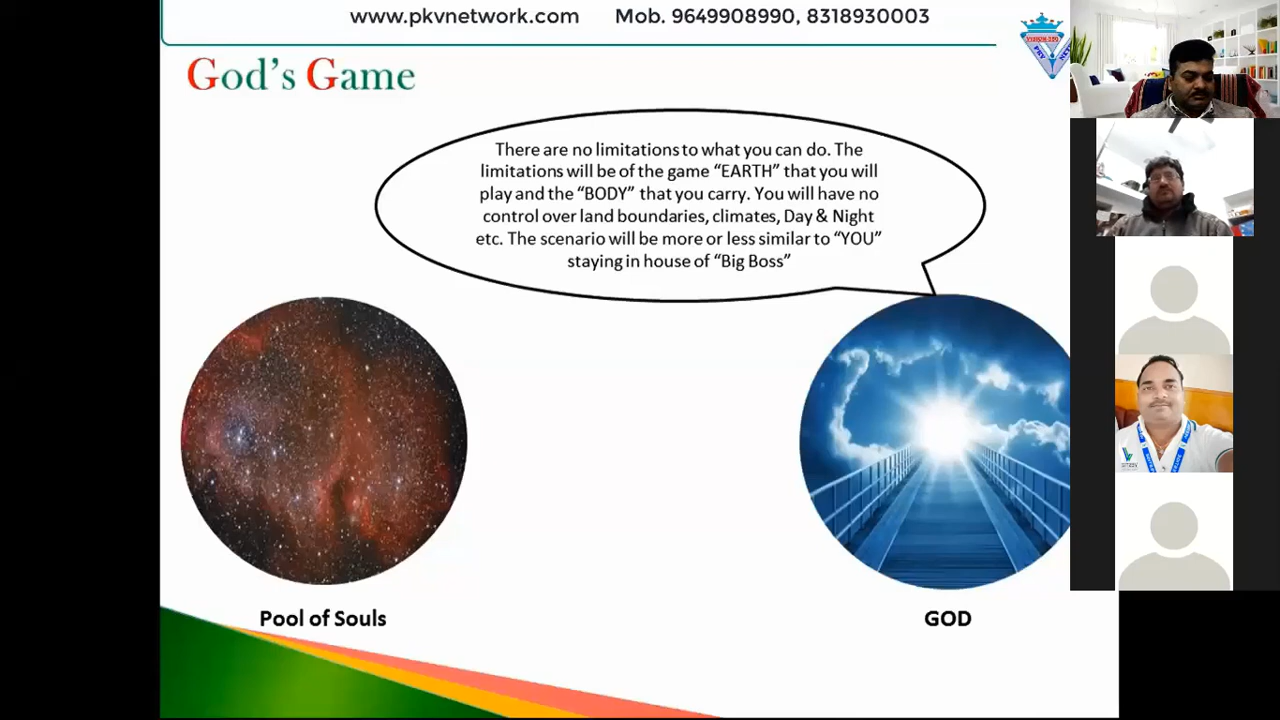 www.pkvnetwork.com Mob. 9649908990, 8318930003
God's Game
There are no limitations to what you can do. The
limitations will be of the game “EARTH” that you will
play and the “BODY” that you carry. You will have no
control over land boundaries, climates, Day & Night
etc. The scenario will be more or less similar to “YOU”
staying in house of “Big Boss”
Pool of Souls
GOD